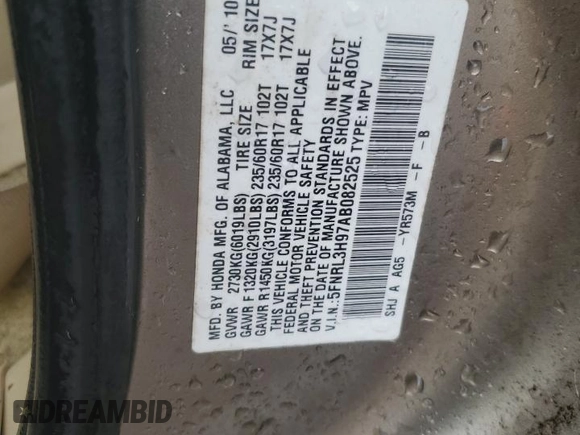 MFD. BY HONDA MFG. OF ALABAMA, LLC 05/'10
GVWR 2730KG(6019LBS) TIRE SIZE RIM SIZE
GAWR F 1320KG(2910LBS) 235/60R17 102T 17X7J
GAWR R 1450KG(3197LBS) 235/60R17 102T 17X7J
THIS VEHICLE CONFORMS TO ALL APPLICABLE
FEDERAL MOTOR VEHICLE SAFETY
AND THEFT PREVENTION STANDARDS IN EFFECT
ON THE DATE OF MANUFACTURE SHOWN ABOVE.
V.I.N.:5FNRL3H97AB082525 TYPE: MPV
SHJ A AG5 -YR573M -F -B
DREAMBID